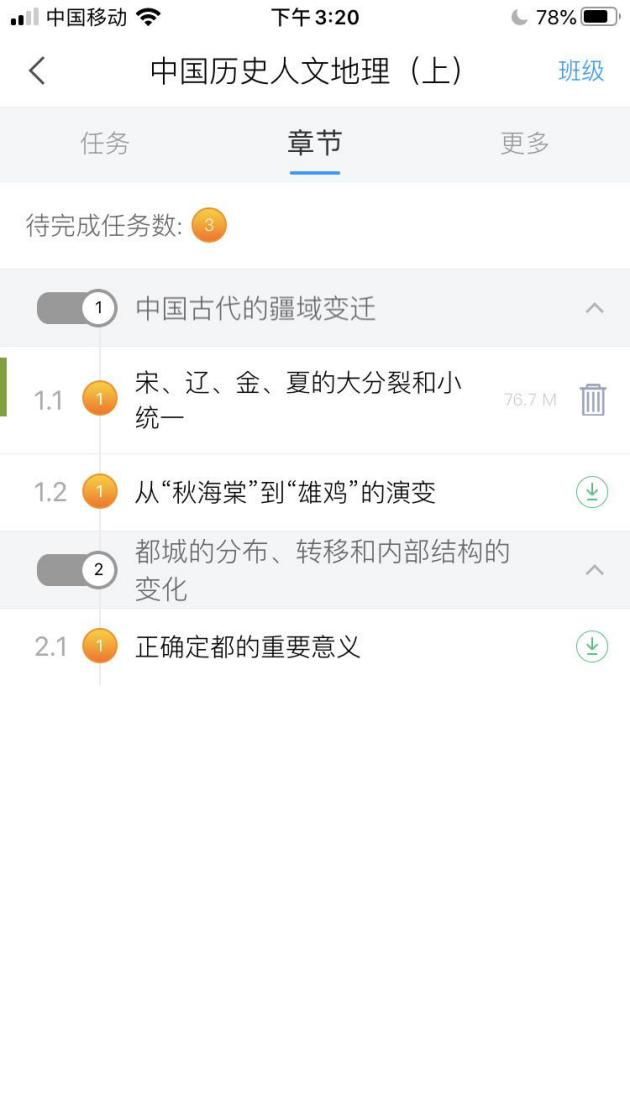 中国移动 下午3:20 78%
中国历史人文地理（上） 班级
任务 章节 更多
待完成任务数: 3
1 中国古代的疆域变迁
1.1 1 宋、辽、金、夏的大分裂和小
统一 76.7 M
1.2 1 从“秋海棠”到“雄鸡”的演变
2 都城的分布、转移和内部结构的
变化
2.1 1 正确定都的重要意义